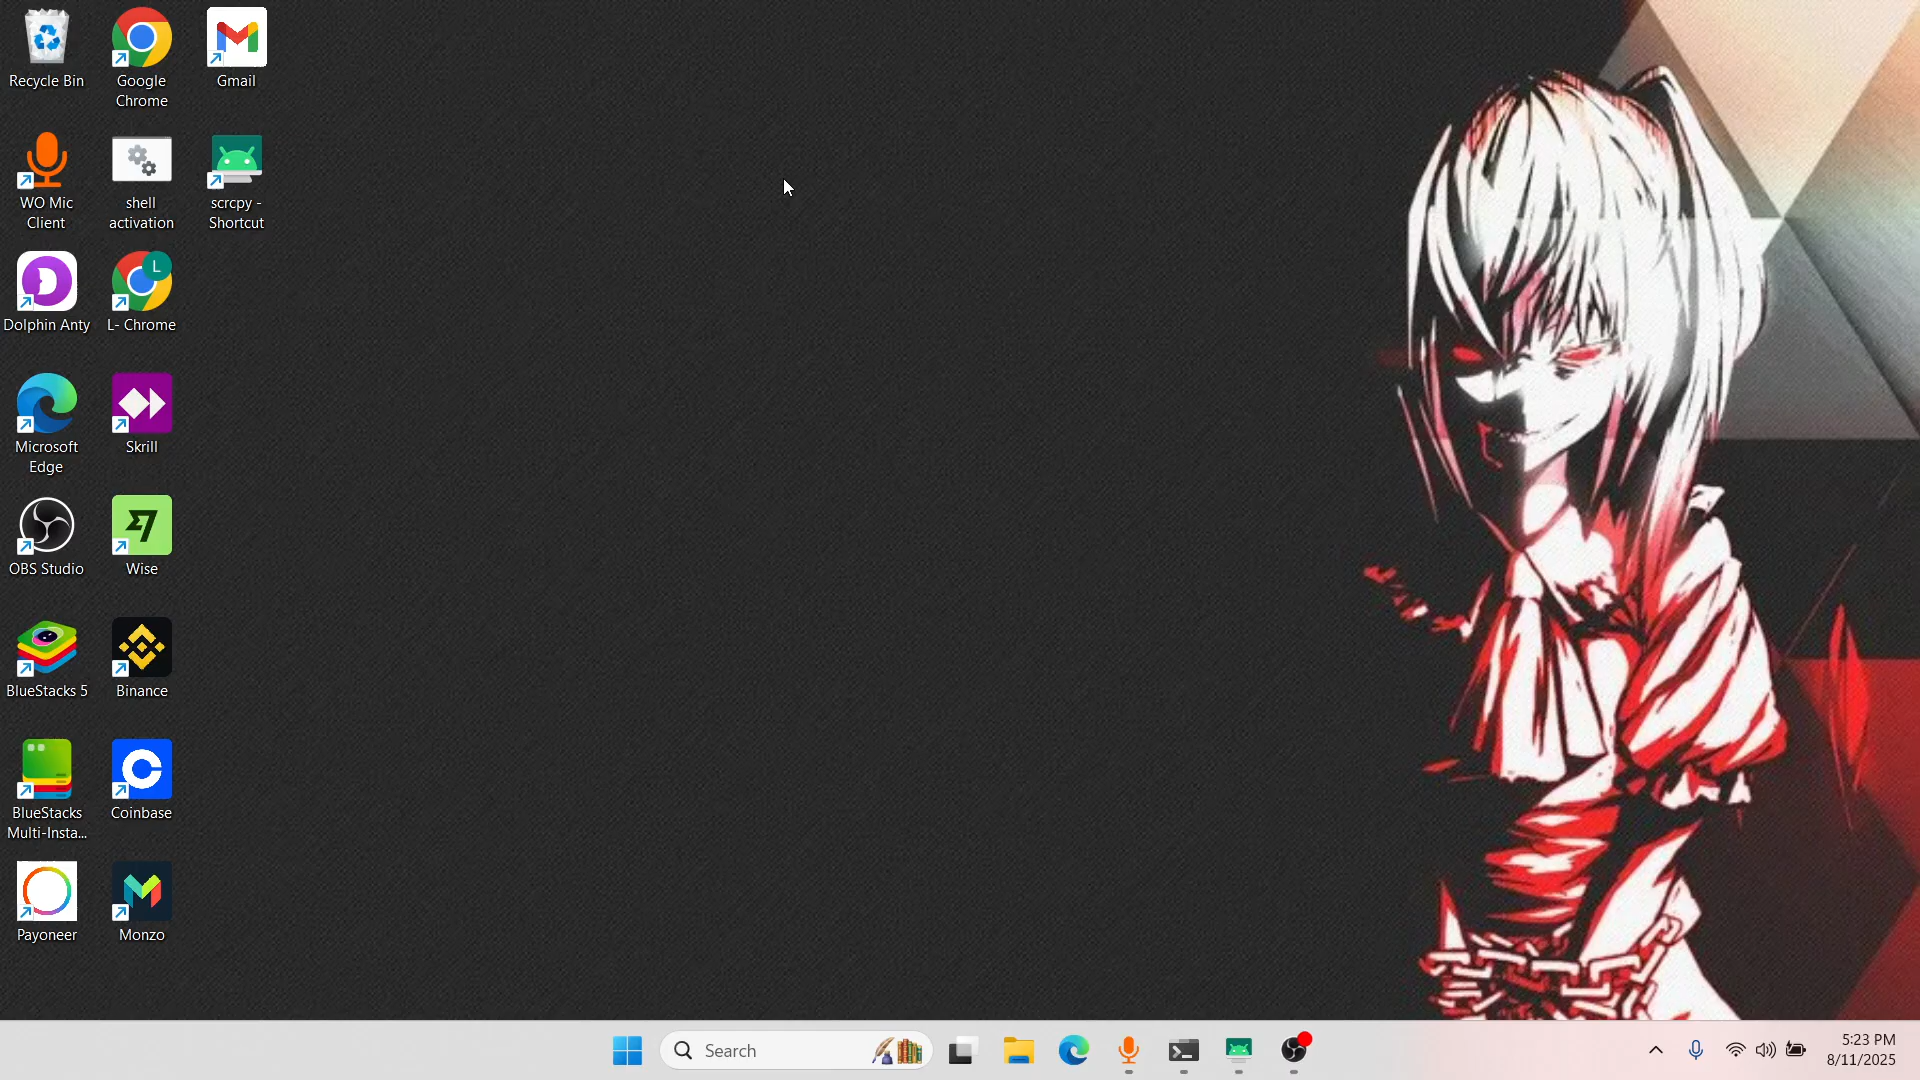 Recycle Bin
Google
Chrome
Gmail
WO Mic
Client
shell
activation
scrcpy -
Shortcut
Dolphin Anty
L
L- Chrome
Microsoft
Edge
Skrill
OBS Studio
Wise
BlueStacks 5
Binance
BlueStacks
Multi-Insta...
Coinbase
Payoneer
Monzo
Search
5:23 PM
8/11/2025